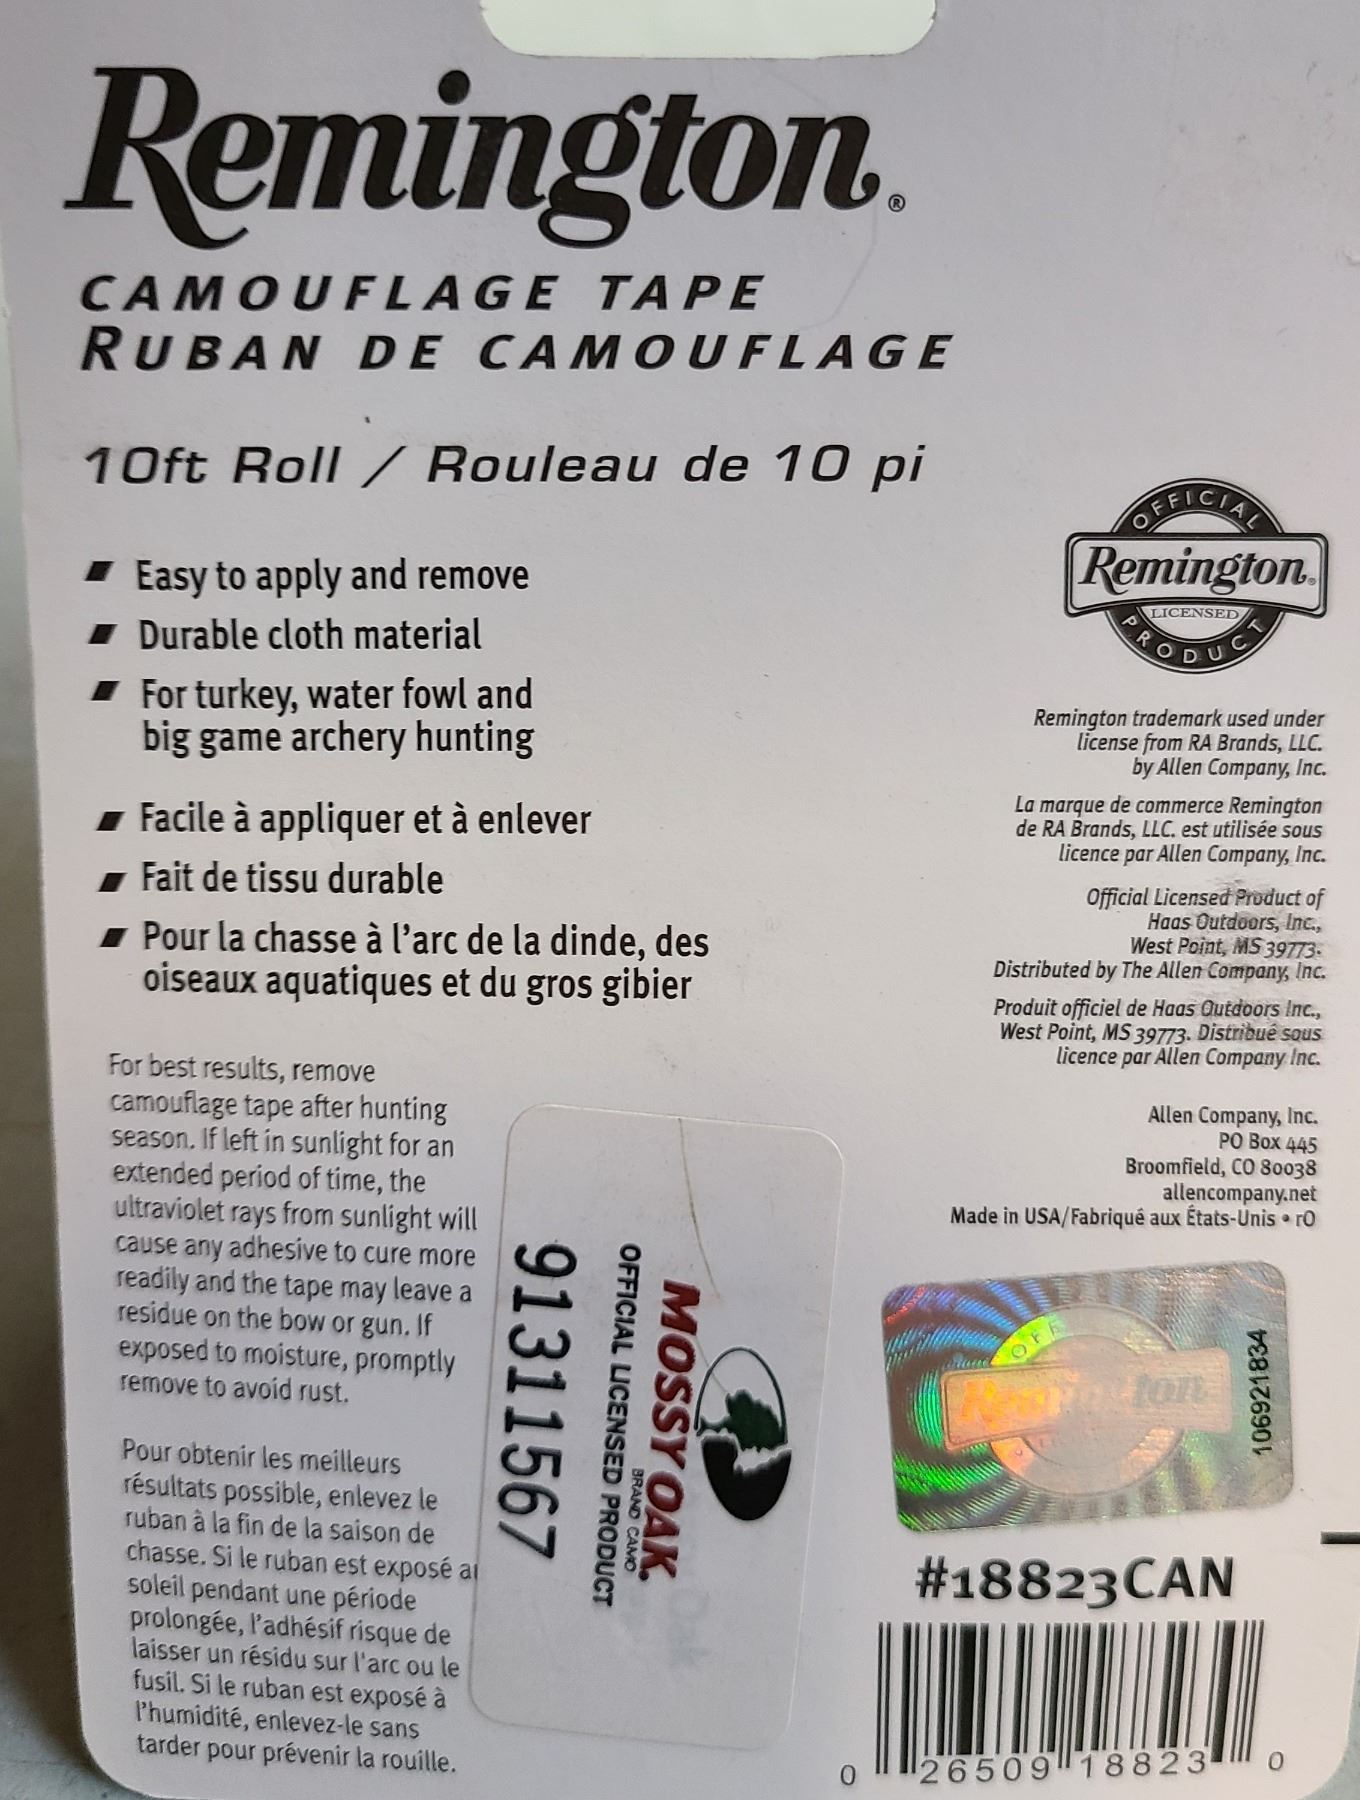 Remington®
CAMOUFLAGE TAPE
RUBAN DE CAMOUFLAGE
10ft Roll / Rouleau de 10 pi
Easy to apply and remove
Durable cloth material
For turkey, water fowl and
big game archery hunting
Facile à appliquer et à enlever
Fait de tissu durable
Pour la chasse à l'arc de la dinde, des
oiseaux aquatiques et du gros gibier
For best results, remove
camouflage tape after hunting
season. If left in sunlight for an
extended period of time, the
ultraviolet rays from sunlight will
cause any adhesive to cure more
readily and the tape may leave a
residue on the bow or gun. If
exposed to moisture, promptly
remove to avoid rust.
Pour obtenir les meilleurs
résultats possible, enlevez le
ruban à la fin de la saison de
chasse. Si le ruban est exposé
soleil pendant une période
prolongée, l'adhésif risque de
laisser un résidu sur l'arc ou le
fusil. Si le ruban est exposé à
l'humidité, enlevez-le sans
tarder pour prévenir la rouille.
MOSSY OAK.
BRAND CAMO
OFFICIAL LICENSED PRODUCT
91311567
OFFICIAL
Remington.
LICENSED
PRODUCT
Remington trademark used under
license from RA Brands, LLC.
by Allen Company, Inc.
La marque de commerce Remington
de RA Brands, LLC. est utilisée sous
licence par Allen Company, Inc.
Official Licensed Product of
Haas Outdoors, Inc.,
West Point, MS 39773.
Distributed by The Allen Company, Inc.
Produit officiel de Haas Outdoors Inc.,
West Point, MS 39773. Distribué sous
licence par Allen Company Inc.
Allen Company, Inc.
PO Box 445
Broomfield, CO 80038
allencompany.net
Made in USA/Fabriqué aux États-Unis • r0
Remington
106921834
#18823CAN
0 26509 18823 0